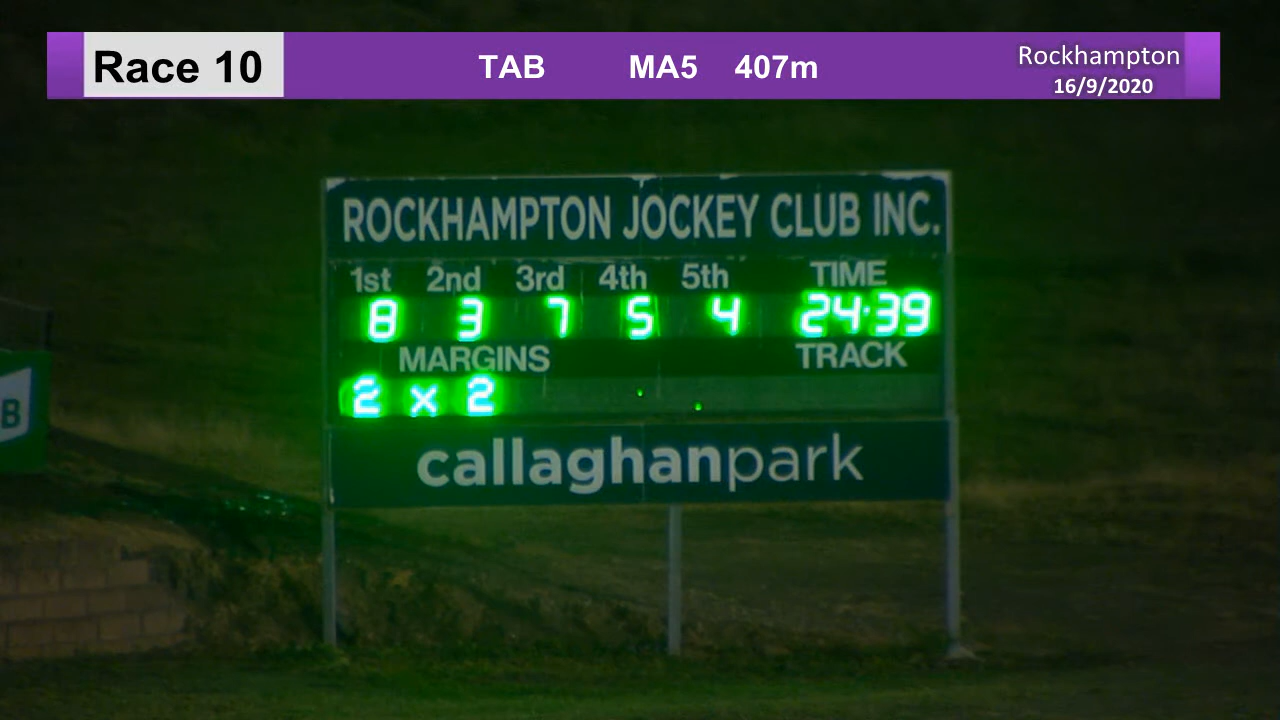 Race 10 TAB MA5 407m Rockhampton
16/9/2020
ROCKHAMPTON JOCKEY CLUB INC.
1st 2nd 3rd 4th 5th TIME
8 3 7 5 4 24·39
MARGINS TRACK
2 x 2
B
callaghanpark